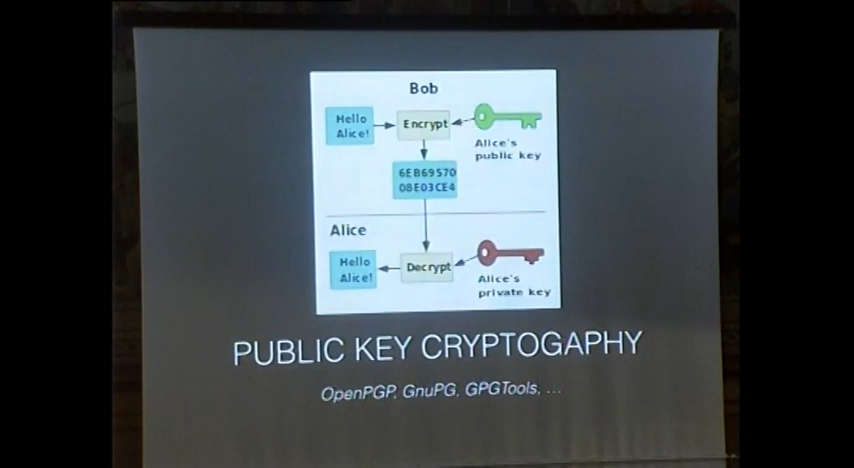 Bob
Hello
Alice!
Encrypt
Alice's
public key
6EB69570
08E03CE4
Alice
Hello
Alice!
Decrypt
Alice's
private key
PUBLIC KEY CRYPTOGAPHY
OpenPGP, GnuPG, GPGTools, ...